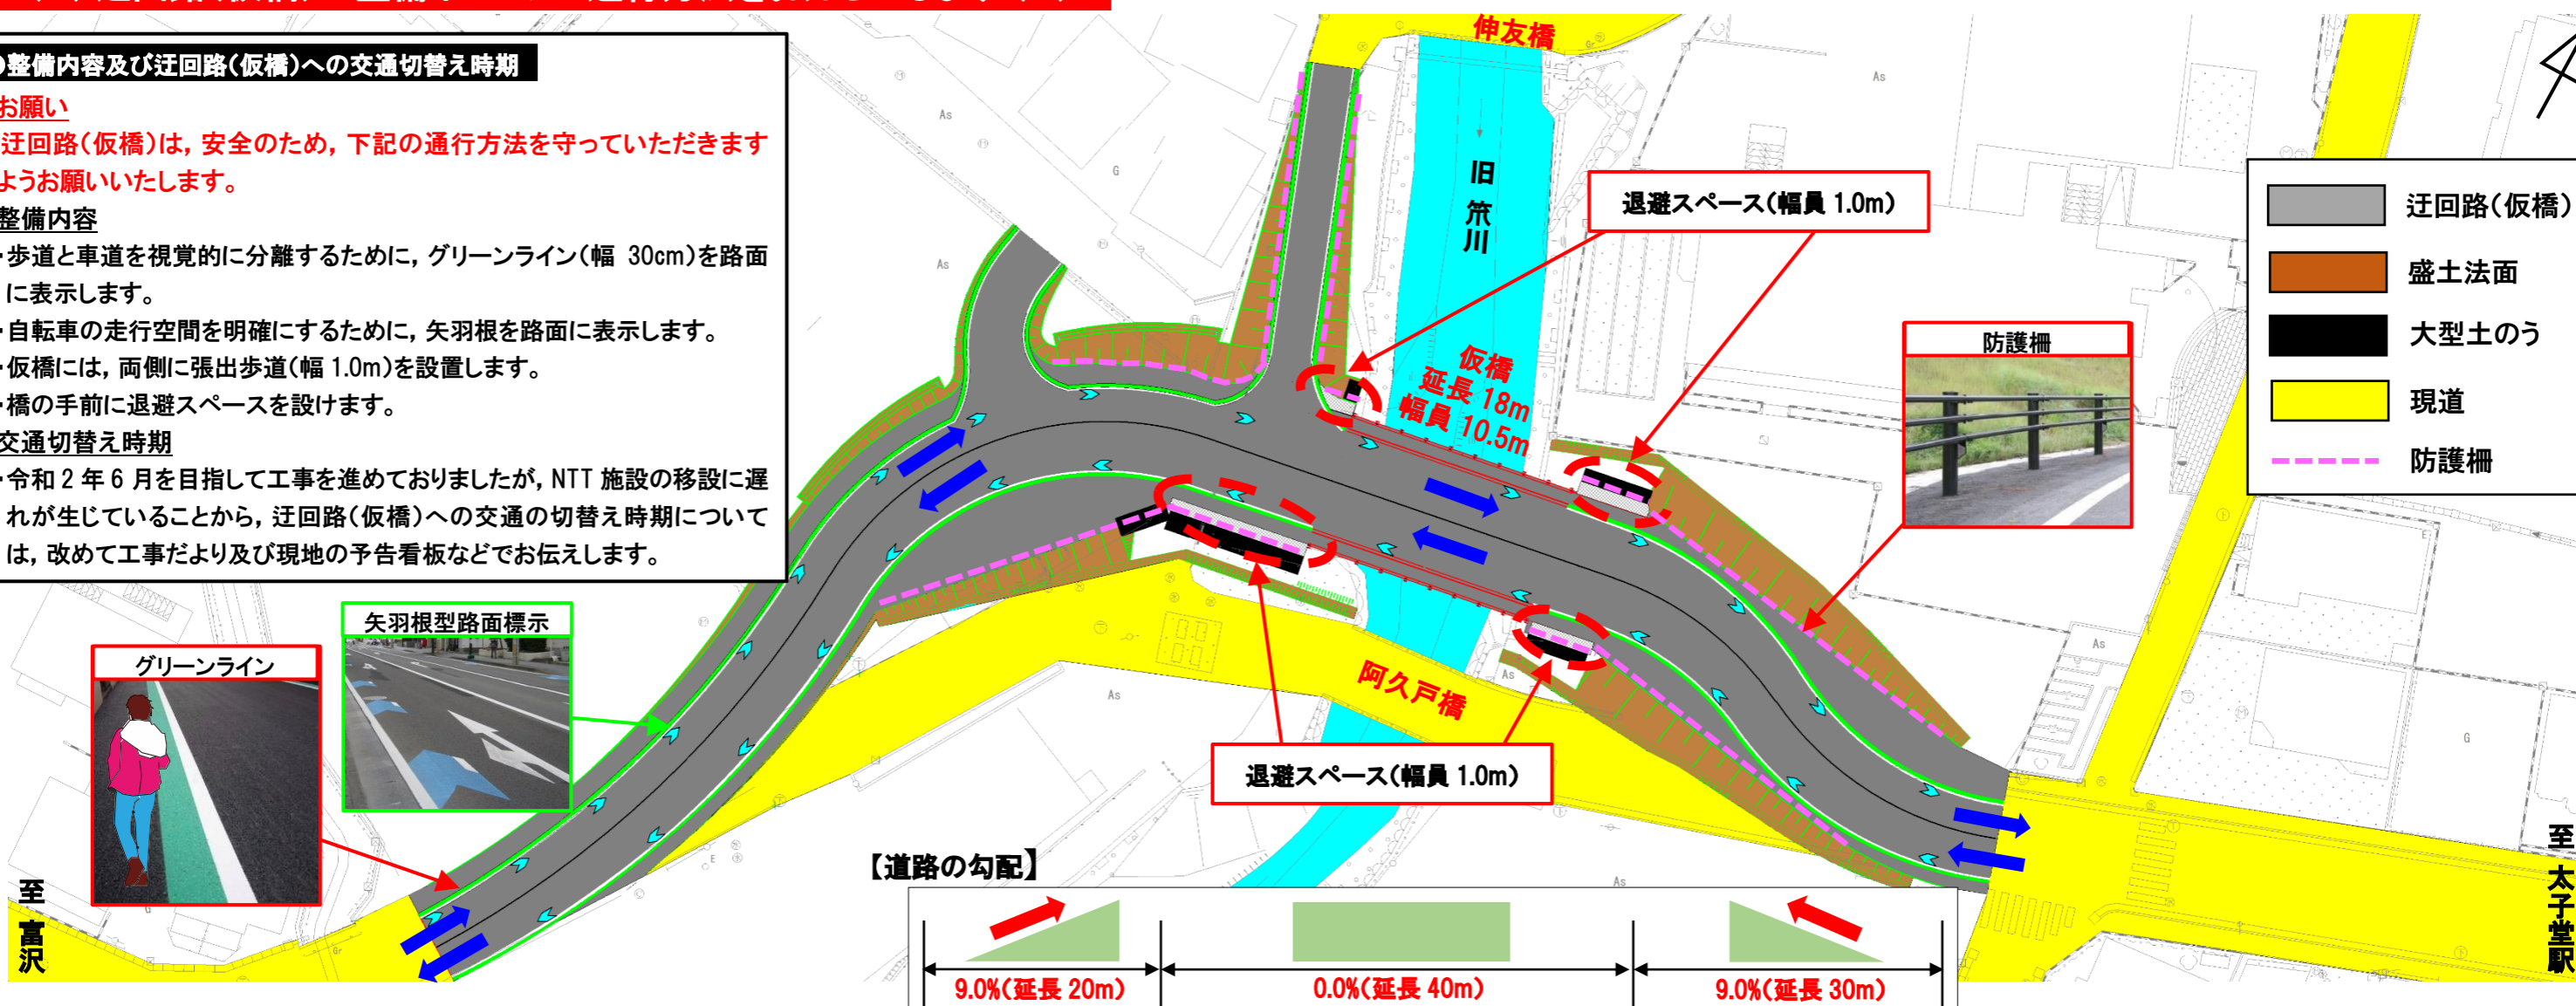 整備内容及び迂回路(仮橋)への交通切替え時期
お願い
迂回路(仮橋)は,安全のため,下記の通行方法を守っていただきます
ようお願いいたします。
整備内容
・歩道と車道を視覚的に分離するために,グリーンライン(幅 30cm)を路面
に表示します。
・自転車の走行空間を明確にするために,矢羽根を路面に表示します。
・仮橋には,両側に張出歩道(幅 1.0m)を設置します。
・橋の手前に退避スペースを設けます。
交通切替え時期
・令和 2 年 6 月を目指して工事を進めておりましたが,NTT 施設の移設に遅
れが生じていることから,迂回路(仮橋)への交通の切替え時期について
は,改めて工事だより及び現地の予告看板などでお伝えします。
伸友橋
旧笊川
退避スペース(幅員 1.0m)
仮橋
延長 18m
幅員 10.5m
防護柵
迂回路(仮橋)
盛土法面
大型土のう
現道
防護柵
矢羽根型路面標示
グリーンライン
阿久戸橋
退避スペース(幅員 1.0m)
至 富沢
至 太子堂駅
【道路の勾配】
9.0%(延長 20m)
0.0%(延長 40m)
9.0%(延長 30m)
As
As
As
As
As
As
As
G
G
G
E
E